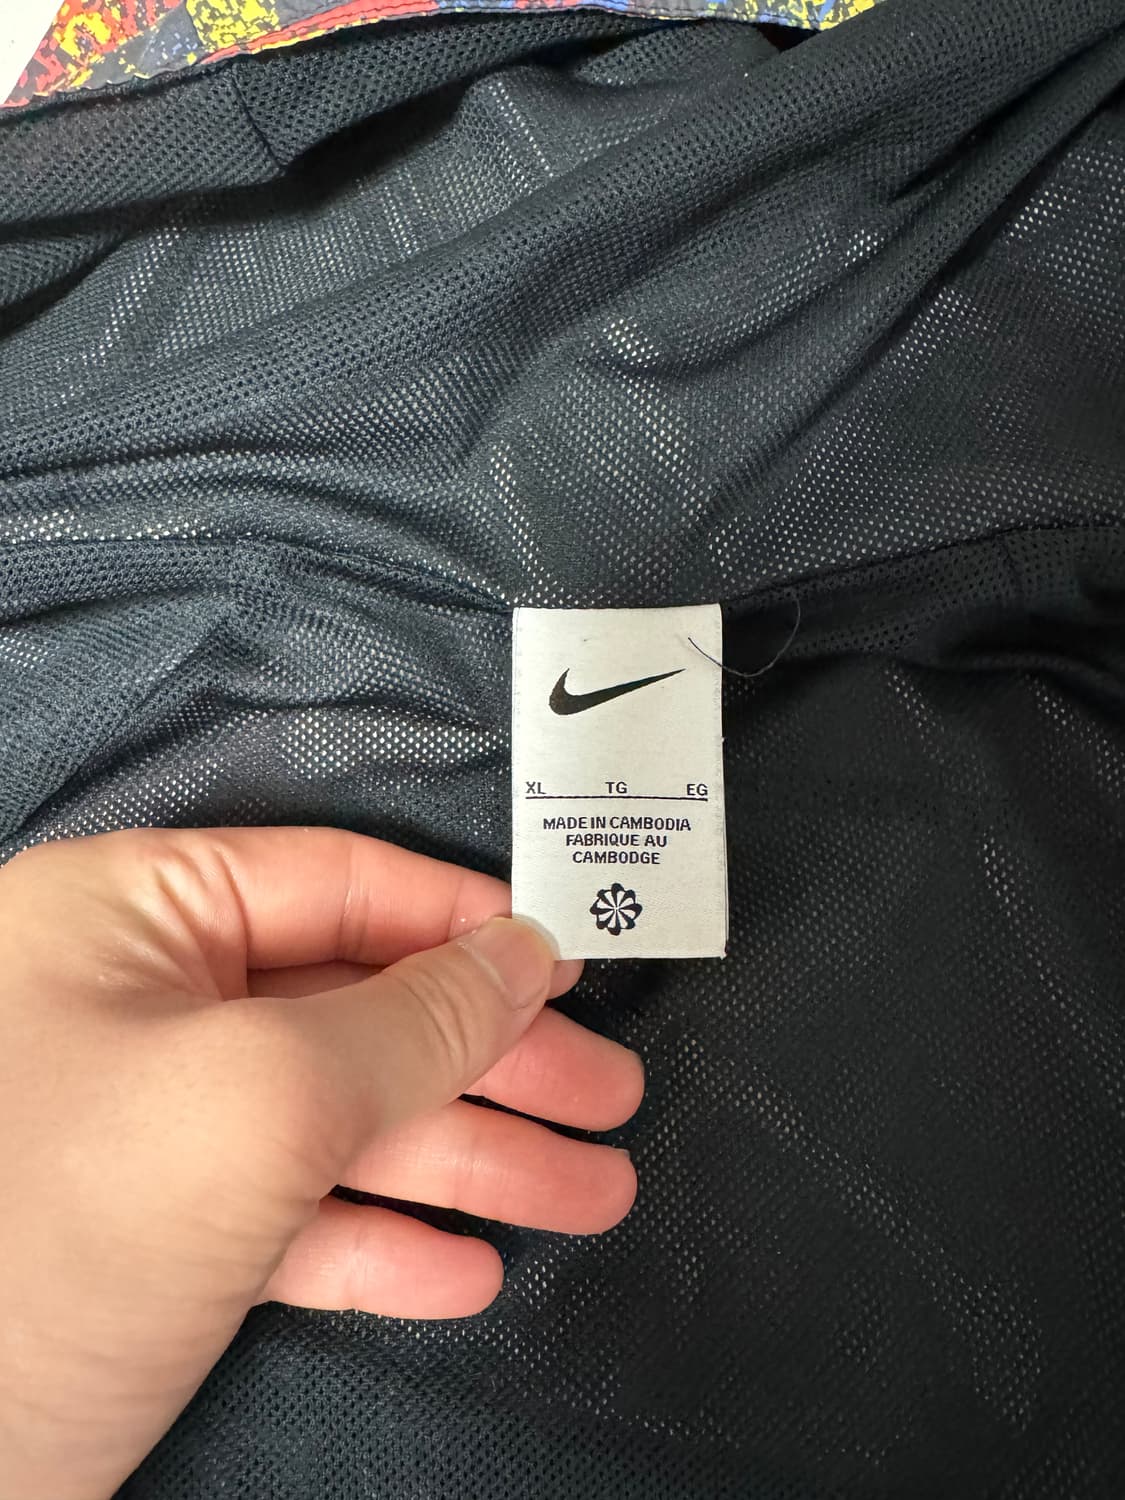 XL TG EG
MADE IN CAMBODIA
FABRIQUE AU
CAMBODGE